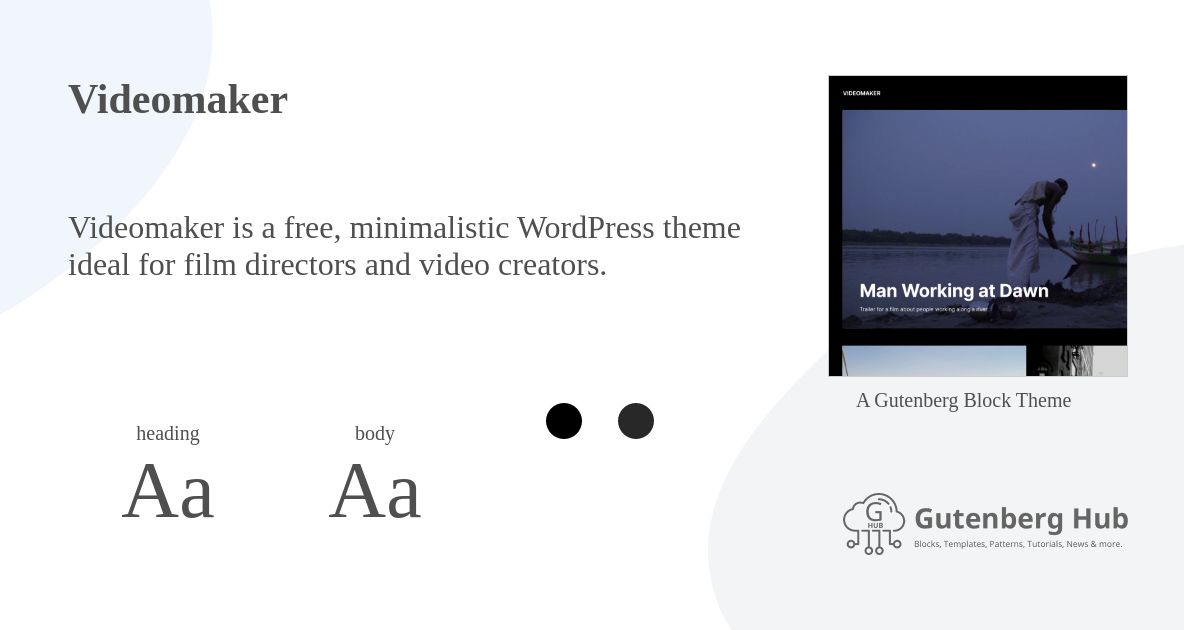 Videomaker
Videomaker is a free, minimalistic WordPress theme
ideal for film directors and video creators.
heading
Aa
body
Aa
VIDEOMAKER
Man Working at Dawn
Trailer for a film about people working along a river
A Gutenberg Block Theme
G
HUB
Gutenberg Hub
Blocks, Templates, Patterns, Tutorials, News & more.